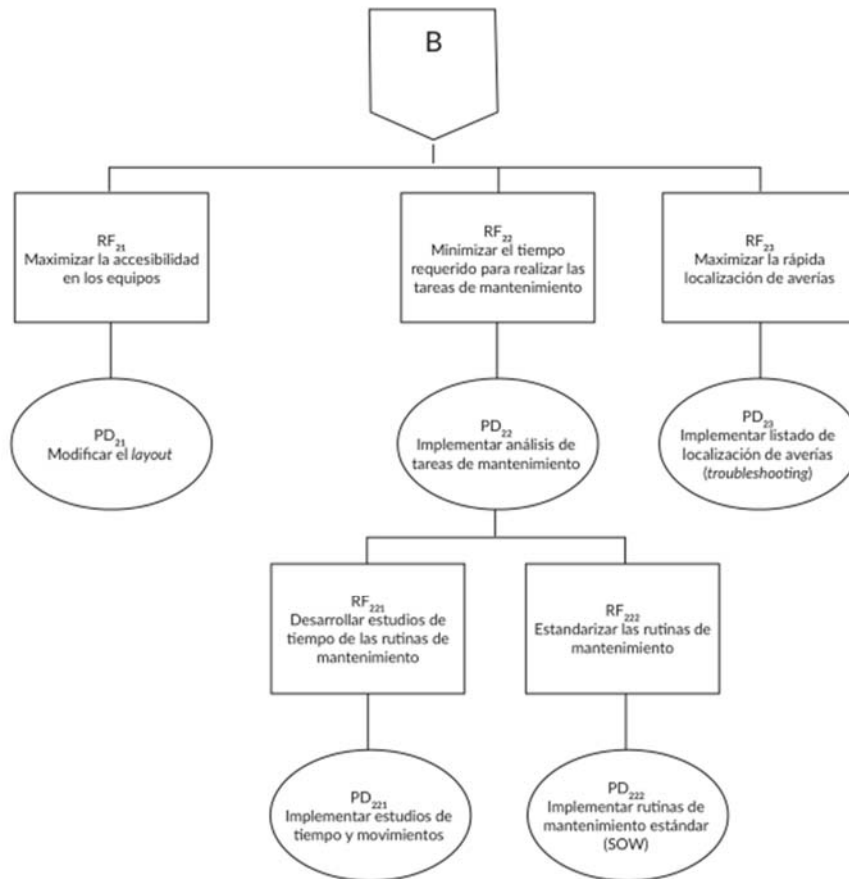 B
RF21
Maximizar la accesibilidad
en los equipos
RF22
Minimizar el tiempo
requerido para realizar las
tareas de mantenimiento
RF23
Maximizar la rápida
localización de averías
PD21
Modificar el layout
PD22
Implementar análisis de
tareas de mantenimiento
PD23
Implementar listado de
localización de averías
(troubleshooting)
RF221
Desarrollar estudios de
tiempo de las rutinas de
mantenimiento
RF222
Estandarizar las rutinas de
mantenimiento
PD221
Implementar estudios de
tiempo y movimientos
PD222
Implementar rutinas de
mantenimiento estándar
(SOW)